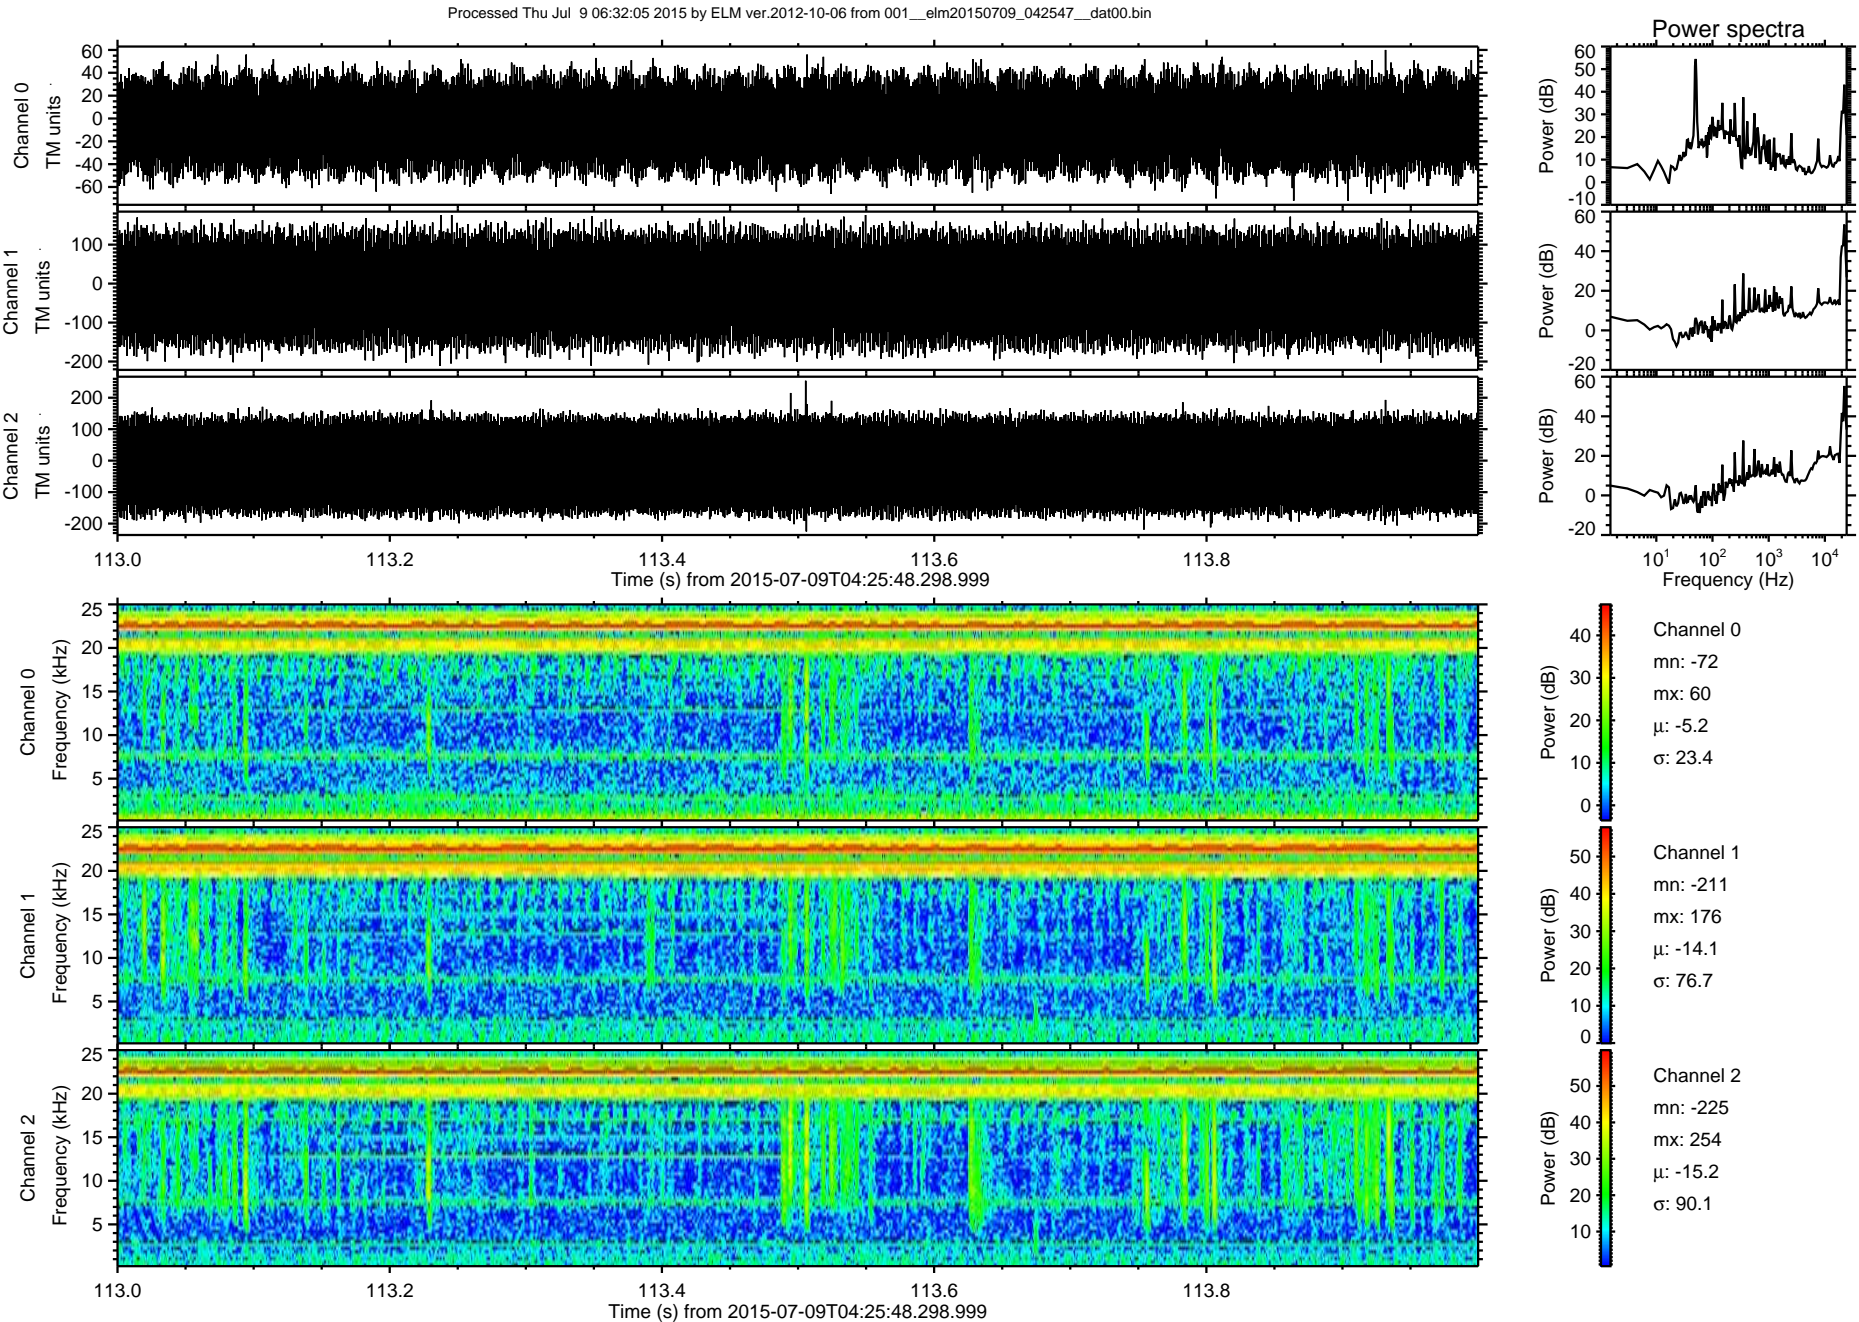 Processed Thu Jul  9 06:32:05 2015 by ELM ver.2012-10-06 from 001__elm20150709_042547__dat00.bin
Power spectra
Channel 0
TM units
60
40
20
0
-20
-40
-60
Power (dB)
60
50
40
30
20
10
0
-10
Channel 1
TM units
100
0
-100
-200
Power (dB)
60
40
20
0
-20
Channel 2
TM units
200
100
0
-100
-200
Power (dB)
60
40
20
0
-20
113.0 113.2 113.4 113.6 113.8
Time (s) from 2015-07-09T04:25:48.298.999
10^1 10^2 10^3 10^4
Frequency (Hz)
Channel 0
Frequency (kHz)
25
20
15
10
5
Power (dB)
40
30
20
10
0
Channel 0
mn: -72
mx: 60
μ: -5.2
σ: 23.4
Channel 1
Frequency (kHz)
25
20
15
10
5
Power (dB)
50
40
30
20
10
0
Channel 1
mn: -211
mx: 176
μ: -14.1
σ: 76.7
Channel 2
Frequency (kHz)
25
20
15
10
5
Power (dB)
50
40
30
20
10
Channel 2
mn: -225
mx: 254
μ: -15.2
σ: 90.1
113.0 113.2 113.4 113.6 113.8
Time (s) from 2015-07-09T04:25:48.298.999